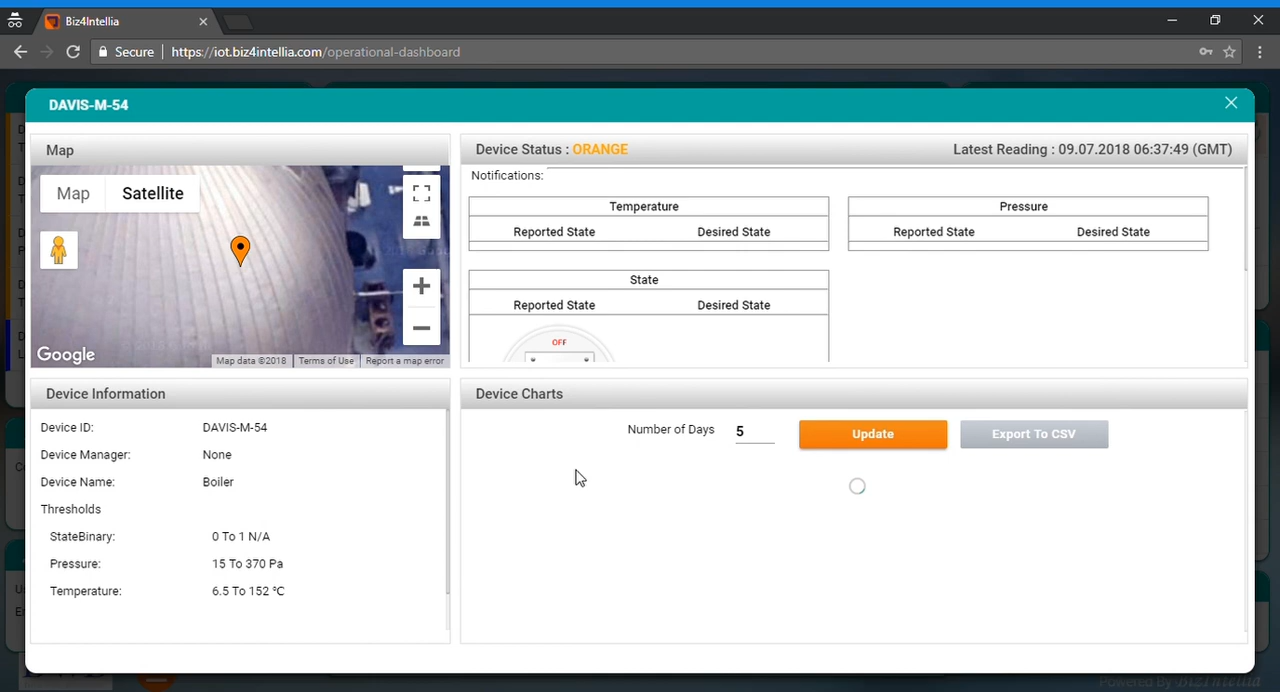 Biz4Intellia
Secure https://iot.biz4intellia.com/operational-dashboard
DAVIS-M-54
Map
Map Satellite
Google
Map data ©2018 Terms of Use Report a map error
Device Status : ORANGE Latest Reading : 09.07.2018 06:37:49 (GMT)
Notifications:
Temperature
Reported State Desired State
Pressure
Reported State Desired State
State
Reported State Desired State
OFF
Device Information
Device ID: DAVIS-M-54
Device Manager: None
Device Name: Boiler
Thresholds
StateBinary: 0 To 1 N/A
Pressure: 15 To 370 Pa
Temperature: 6.5 To 152 ℃
Device Charts
Number of Days 5 Update Export To CSV
Powered By BizIntellia